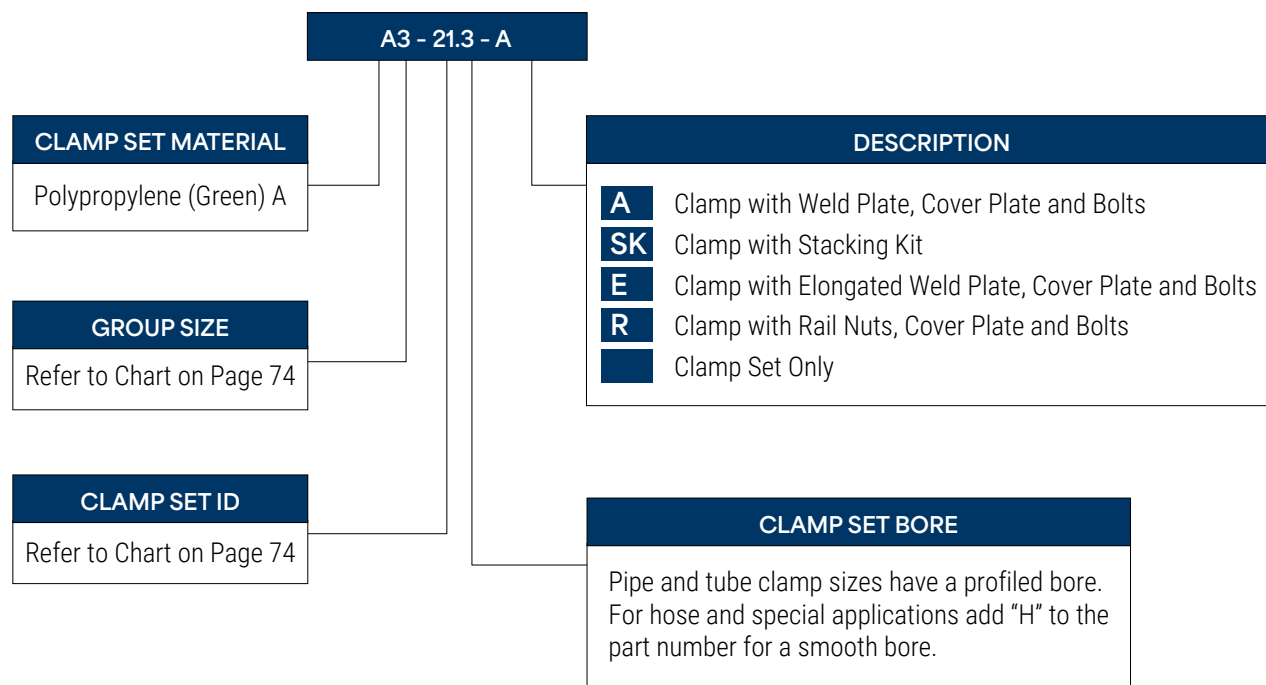 A3 - 21.3 - A
CLAMP SET MATERIAL
Polypropylene (Green) A
GROUP SIZE
Refer to Chart on Page 74
CLAMP SET ID
Refer to Chart on Page 74
DESCRIPTION
A Clamp with Weld Plate, Cover Plate and Bolts
SK Clamp with Stacking Kit
E Clamp with Elongated Weld Plate, Cover Plate and Bolts
R Clamp with Rail Nuts, Cover Plate and Bolts
Clamp Set Only
CLAMP SET BORE
Pipe and tube clamp sizes have a profiled bore.
For hose and special applications add “H” to the
part number for a smooth bore.